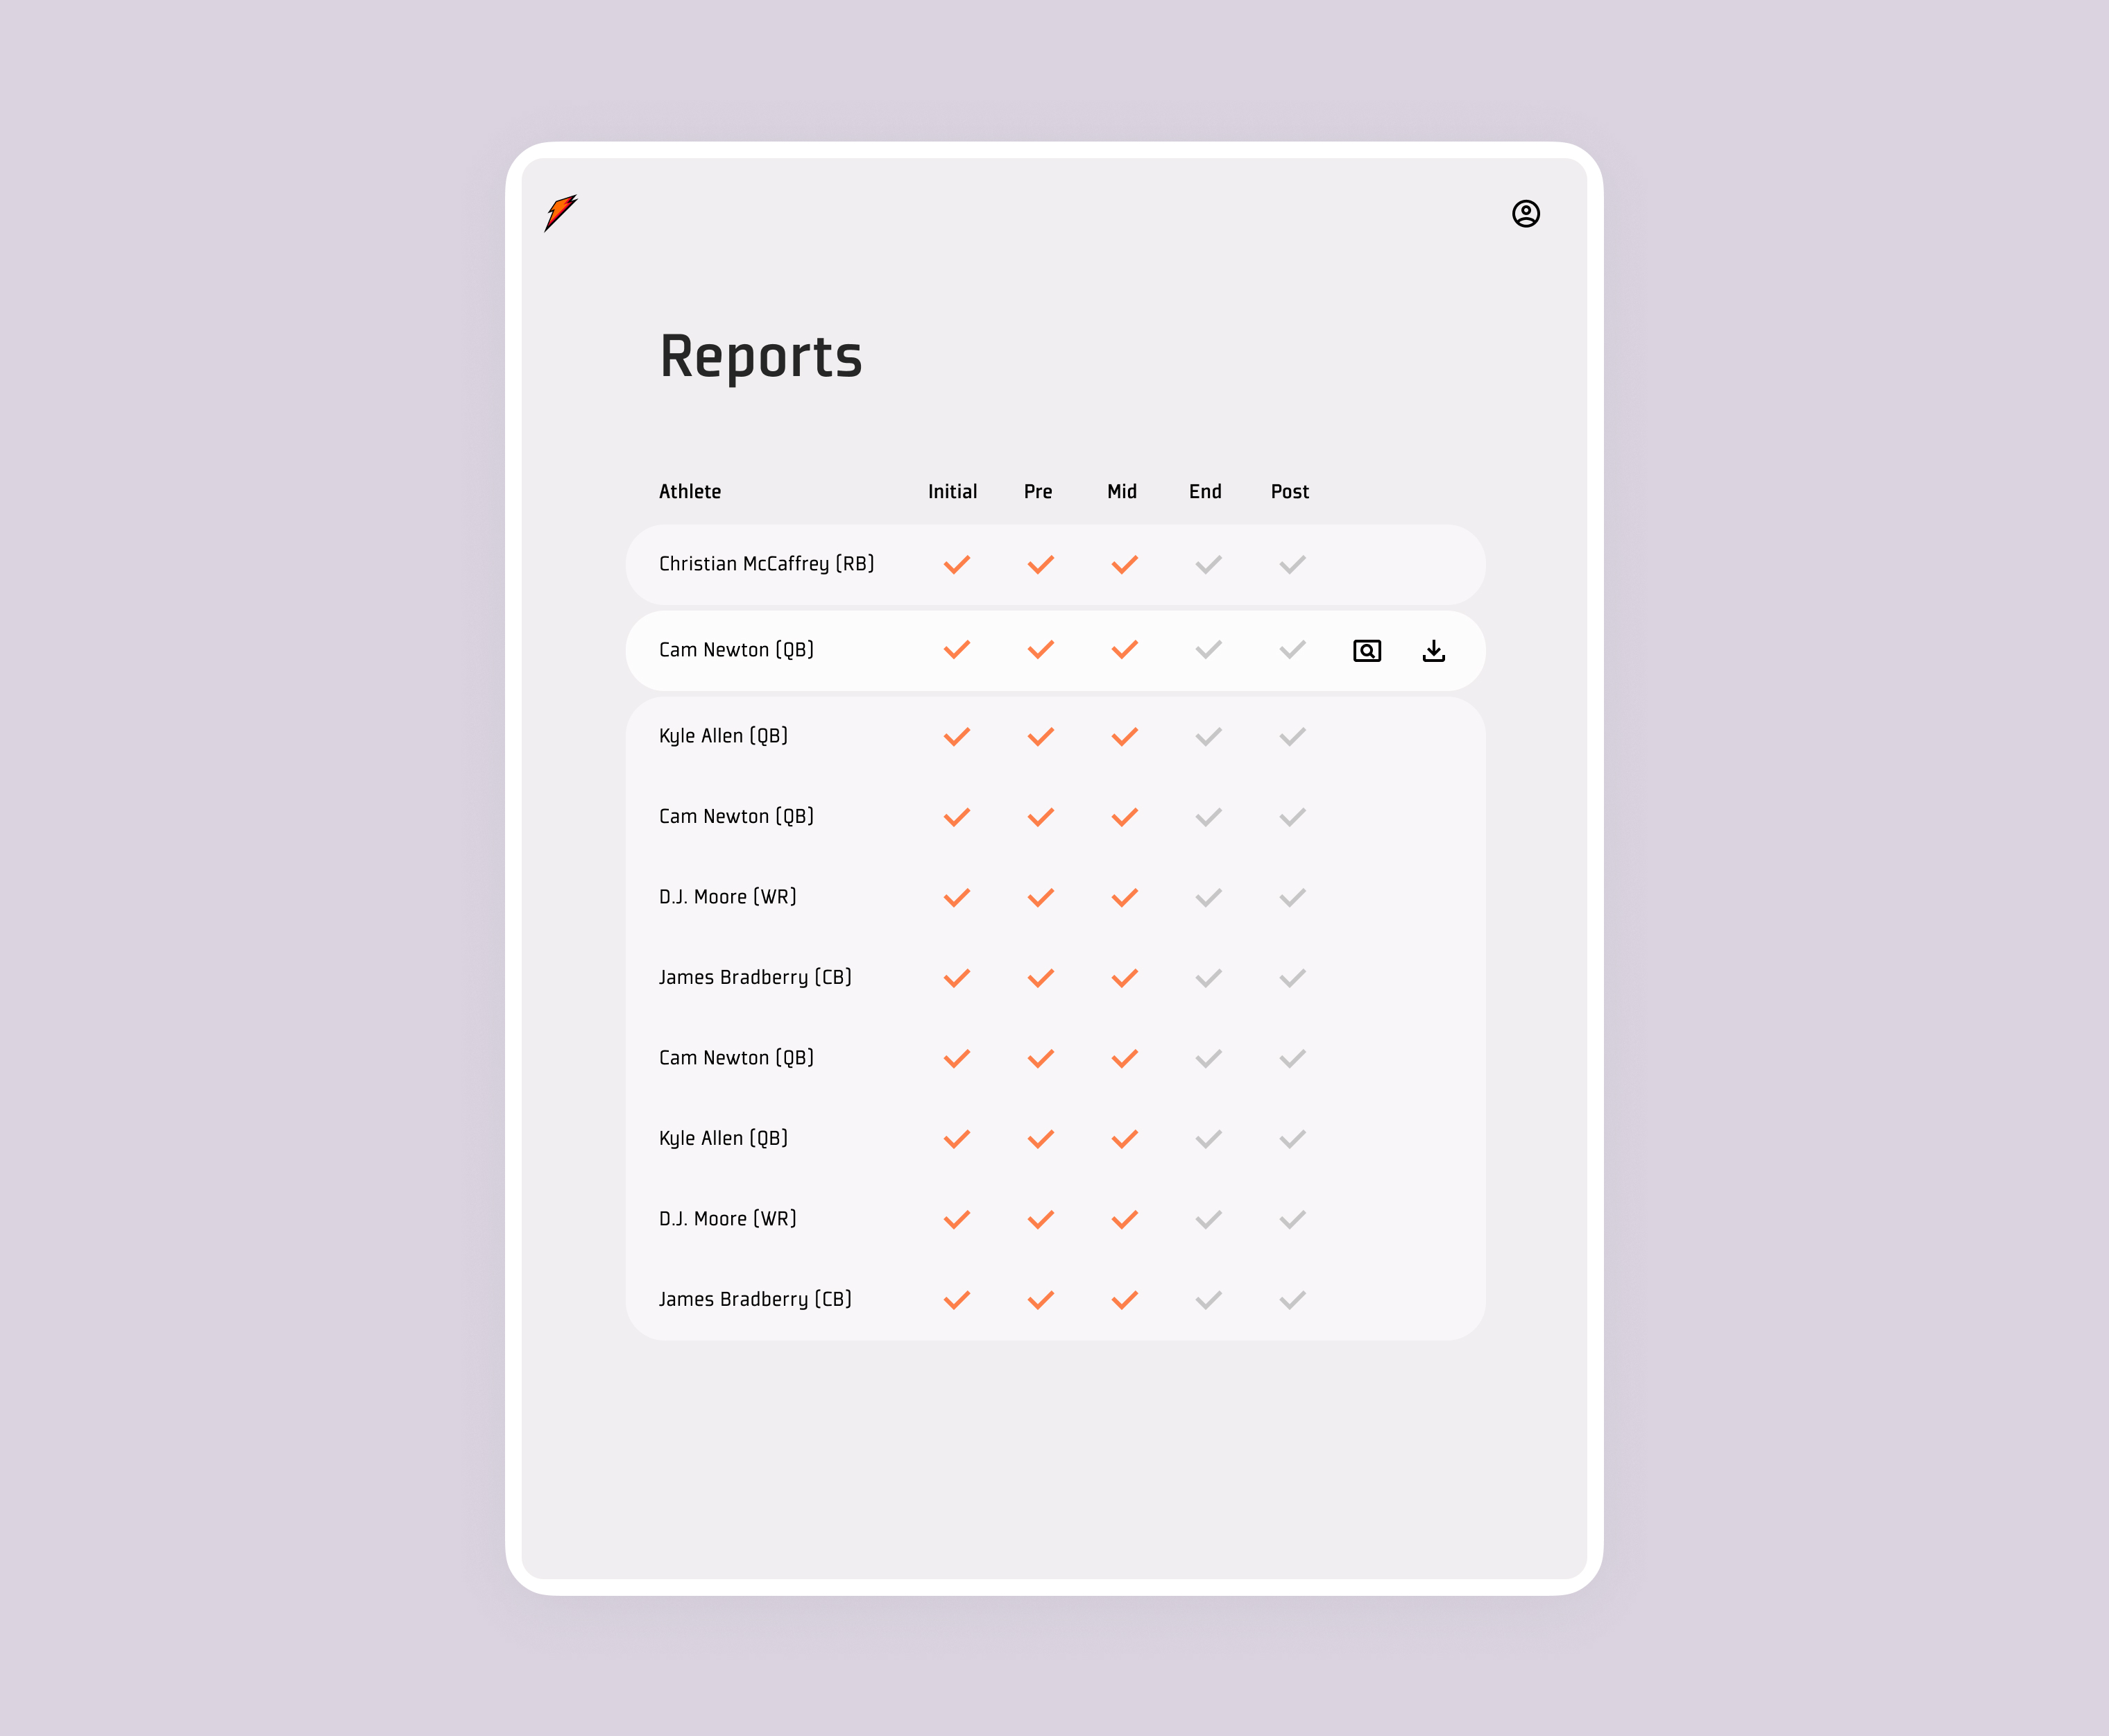 Reports
Athlete Initial Pre Mid End Post
Christian McCaffrey (RB)
Cam Newton (QB)
Kyle Allen (QB)
Cam Newton (QB)
D.J. Moore (WR)
James Bradberry (CB)
Cam Newton (QB)
Kyle Allen (QB)
D.J. Moore (WR)
James Bradberry (CB)